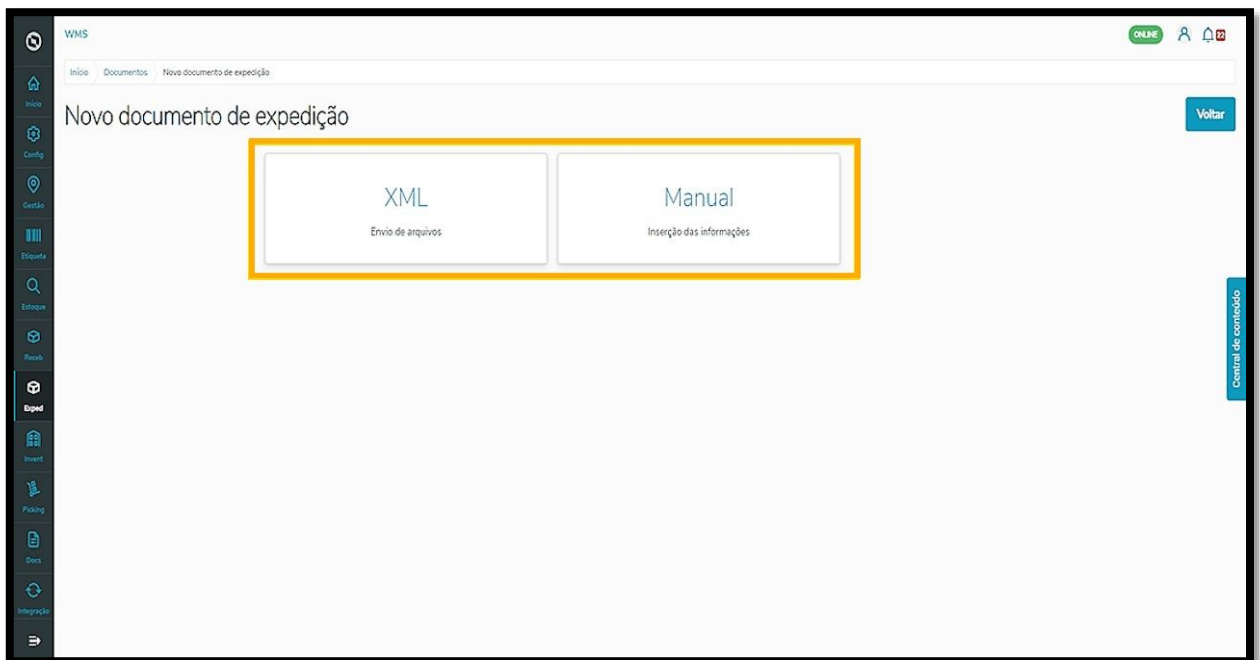 WMS
ONLINE
22
Início
Documentos
Novo documento de expedição
Novo documento de expedição
Voltar
XML
Envio de arquivos
Manual
Inserção das informações
Central de conteúdo
Início
Config
Gestão
Etiqueta
Estoque
Receb
Exped
Invent
Picking
Docs
Integração